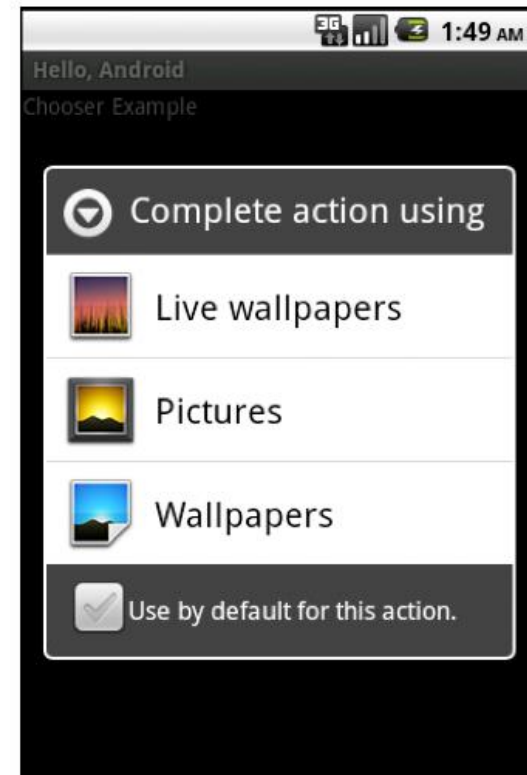 3G
1:49 AM
Hello, Android
Chooser Example
Complete action using
Live wallpapers
Pictures
Wallpapers
Use by default for this action.